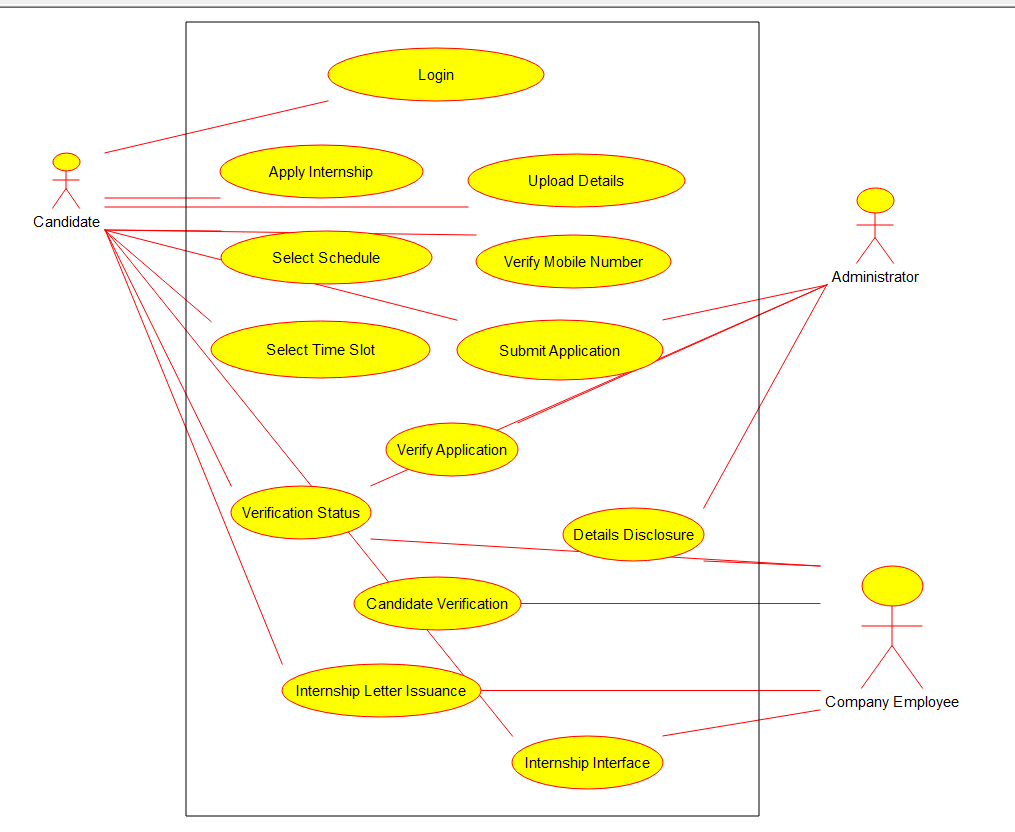 Login
Apply Internship
Upload Details
Candidate
Select Schedule
Verify Mobile Number
Administrator
Select Time Slot
Submit Application
Verify Application
Verification Status
Details Disclosure
Candidate Verification
Internship Letter Issuance
Company Employee
Internship Interface